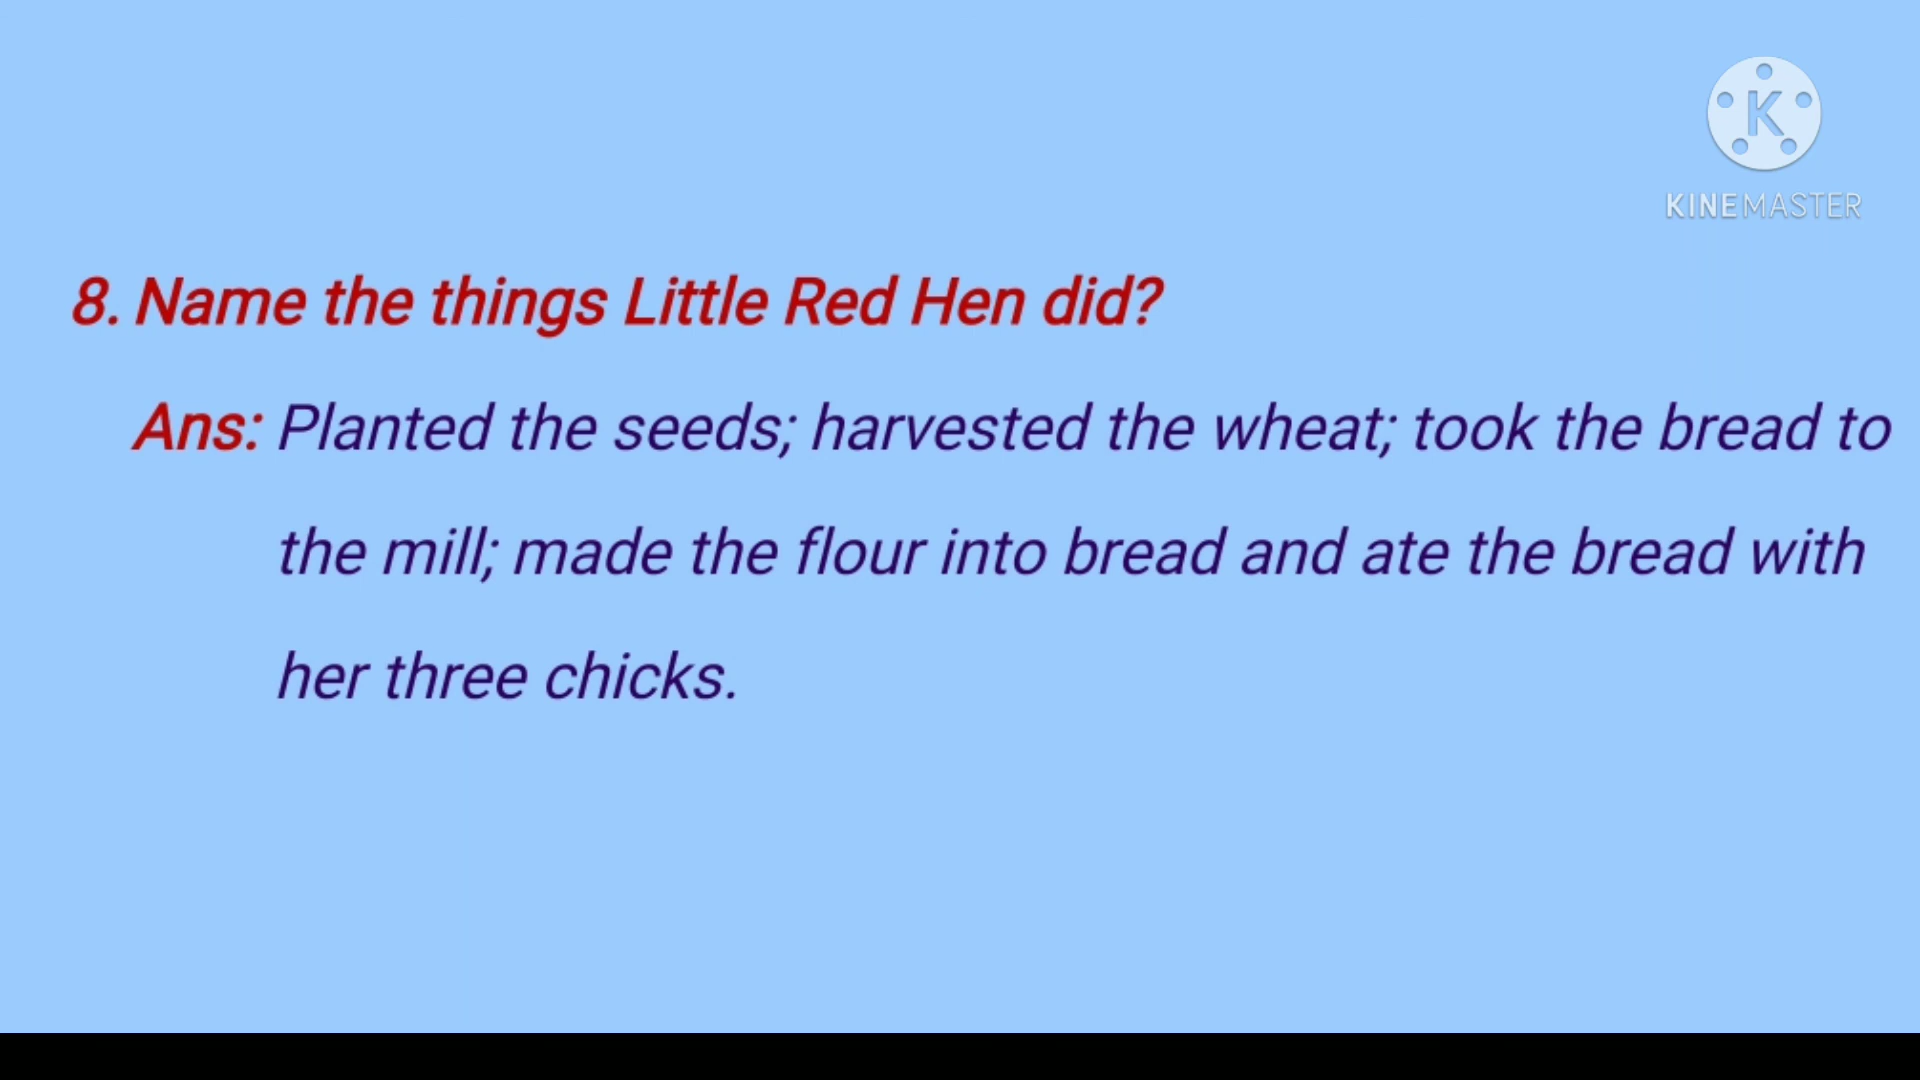 K
KINEMASTER
8. Name the things Little Red Hen did?
Ans: Planted the seeds; harvested the wheat; took the bread to
the mill; made the flour into bread and ate the bread with
her three chicks.